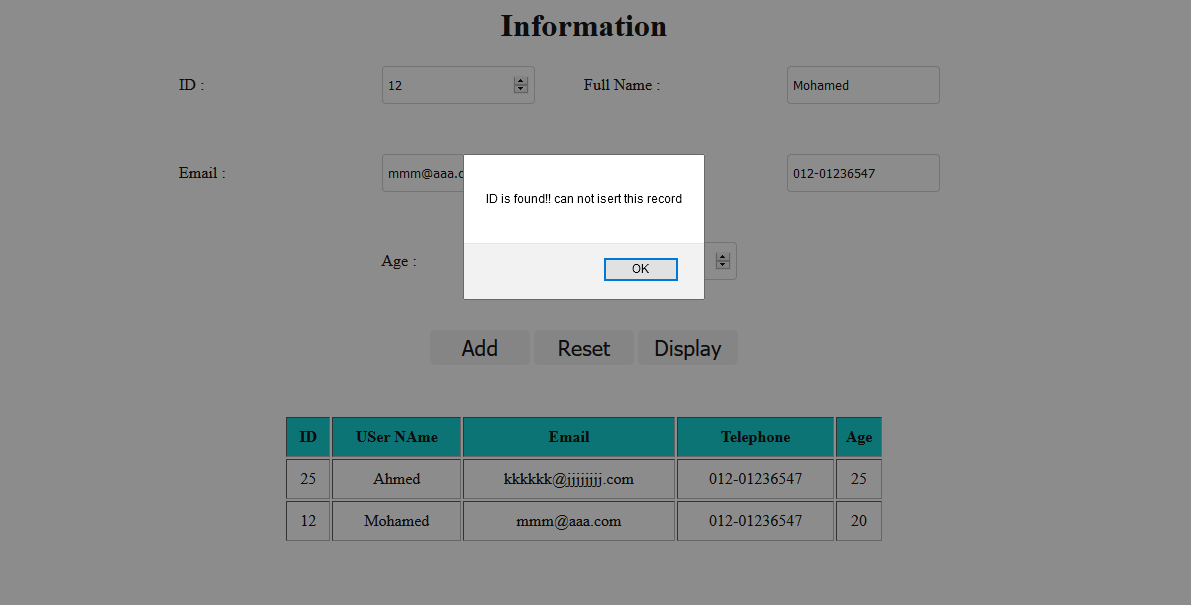 Information
ID : 12 Full Name : Mohamed
Email : mmm@aaa.c 012-01236547
ID is found!! can not isert this record
Age :
OK
Add Reset Display
ID USer NAme Email Telephone Age
25 Ahmed kkkkkk@jjjjjjjj.com 012-01236547 25
12 Mohamed mmm@aaa.com 012-01236547 20